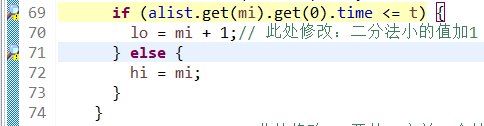 69 if (alist.get(mi).get(0).time <= t) {
70 lo = mi + 1;// 此处修改：二分法小的值加1
71 } else {
72 hi = mi;
73 }
74 }